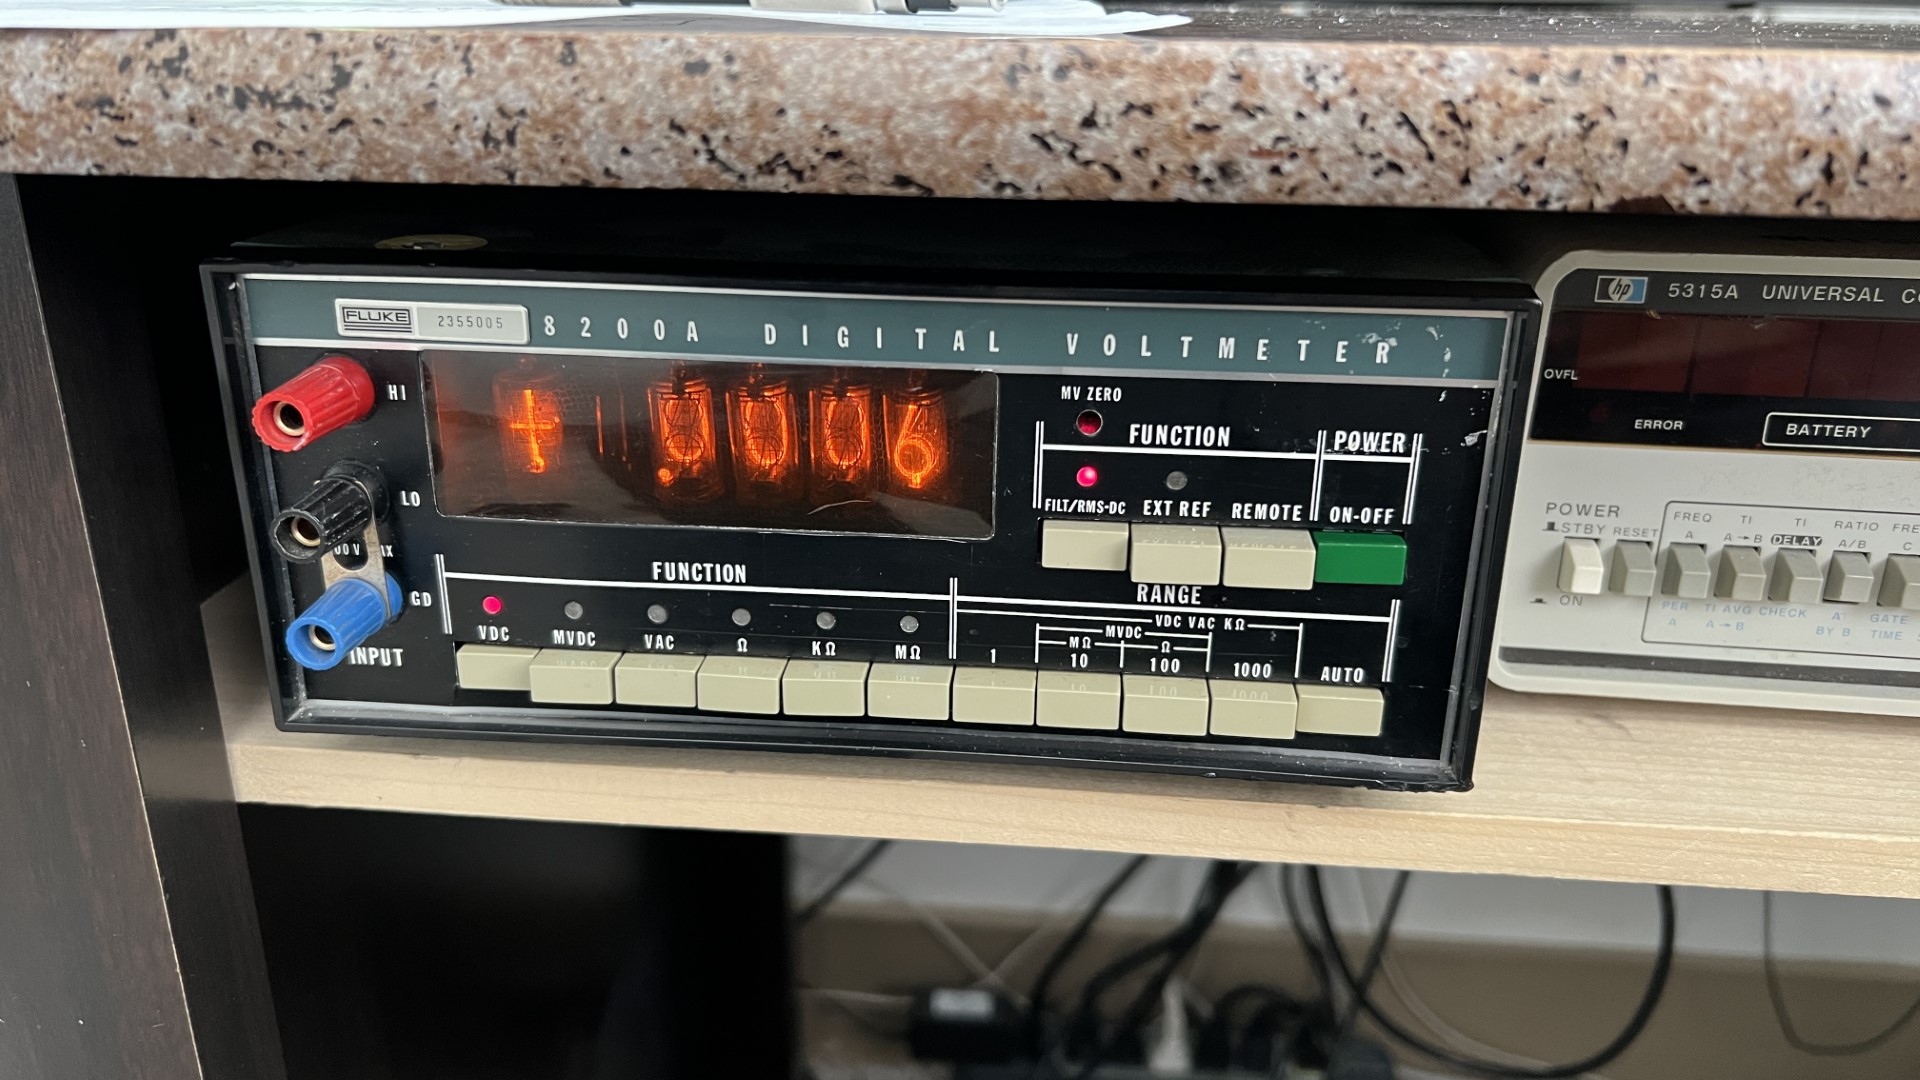 FLUKE 2355005 8200A DIGITAL VOLTMETER
HI
LO
GD
INPUT
6
MV ZERO
FUNCTION POWER
FILT/RMS-DC EXT REF REMOTE ON-OFF
FUNCTION
VDC MVDC VAC Ω KΩ MΩ
RANGE
VDC VAC KΩ
MVDC
MΩ Ω
1 10 100 1000 AUTO
hp 5315A UNIVERSAL
OVFL
ERROR BATTERY
POWER
STBY RESET
ON
FREQ TI TI RATIO
A A→B DELAY A/B C
PER TI AVG CHECK A GATE
A A→B BY B TIME